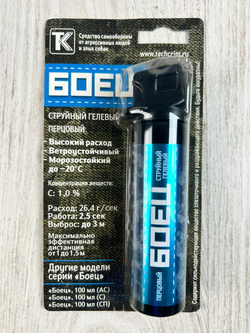 ТК
Средство самообороны
от агрессивных людей
и злых собак
www.techcrim.ru
БОЕЦ
СТРУЙНЫЙ ГЕЛЕВЫЙ
ПЕРЦОВЫЙ
-Высокий расход
-Ветроустойчивый
-Морозостойкий
до -20°С
Концентрация веществ:
С: 1,0 %
Расход: 26,4 г/сек
Работа: 2,5 сек
Выброс: до 3 м
Максимально
эффективная
дистанция
от 1 до 1,5 м
Другие модели
серии «Боец»
«Боец», 100 мл (АС)
«Боец», 100 мл (С)
«Боец», 100 мл (СП)
БОЕЦ
СТРУЙНЫЙ
ГЕЛЕВЫЙ
ПЕРЦОВЫЙ